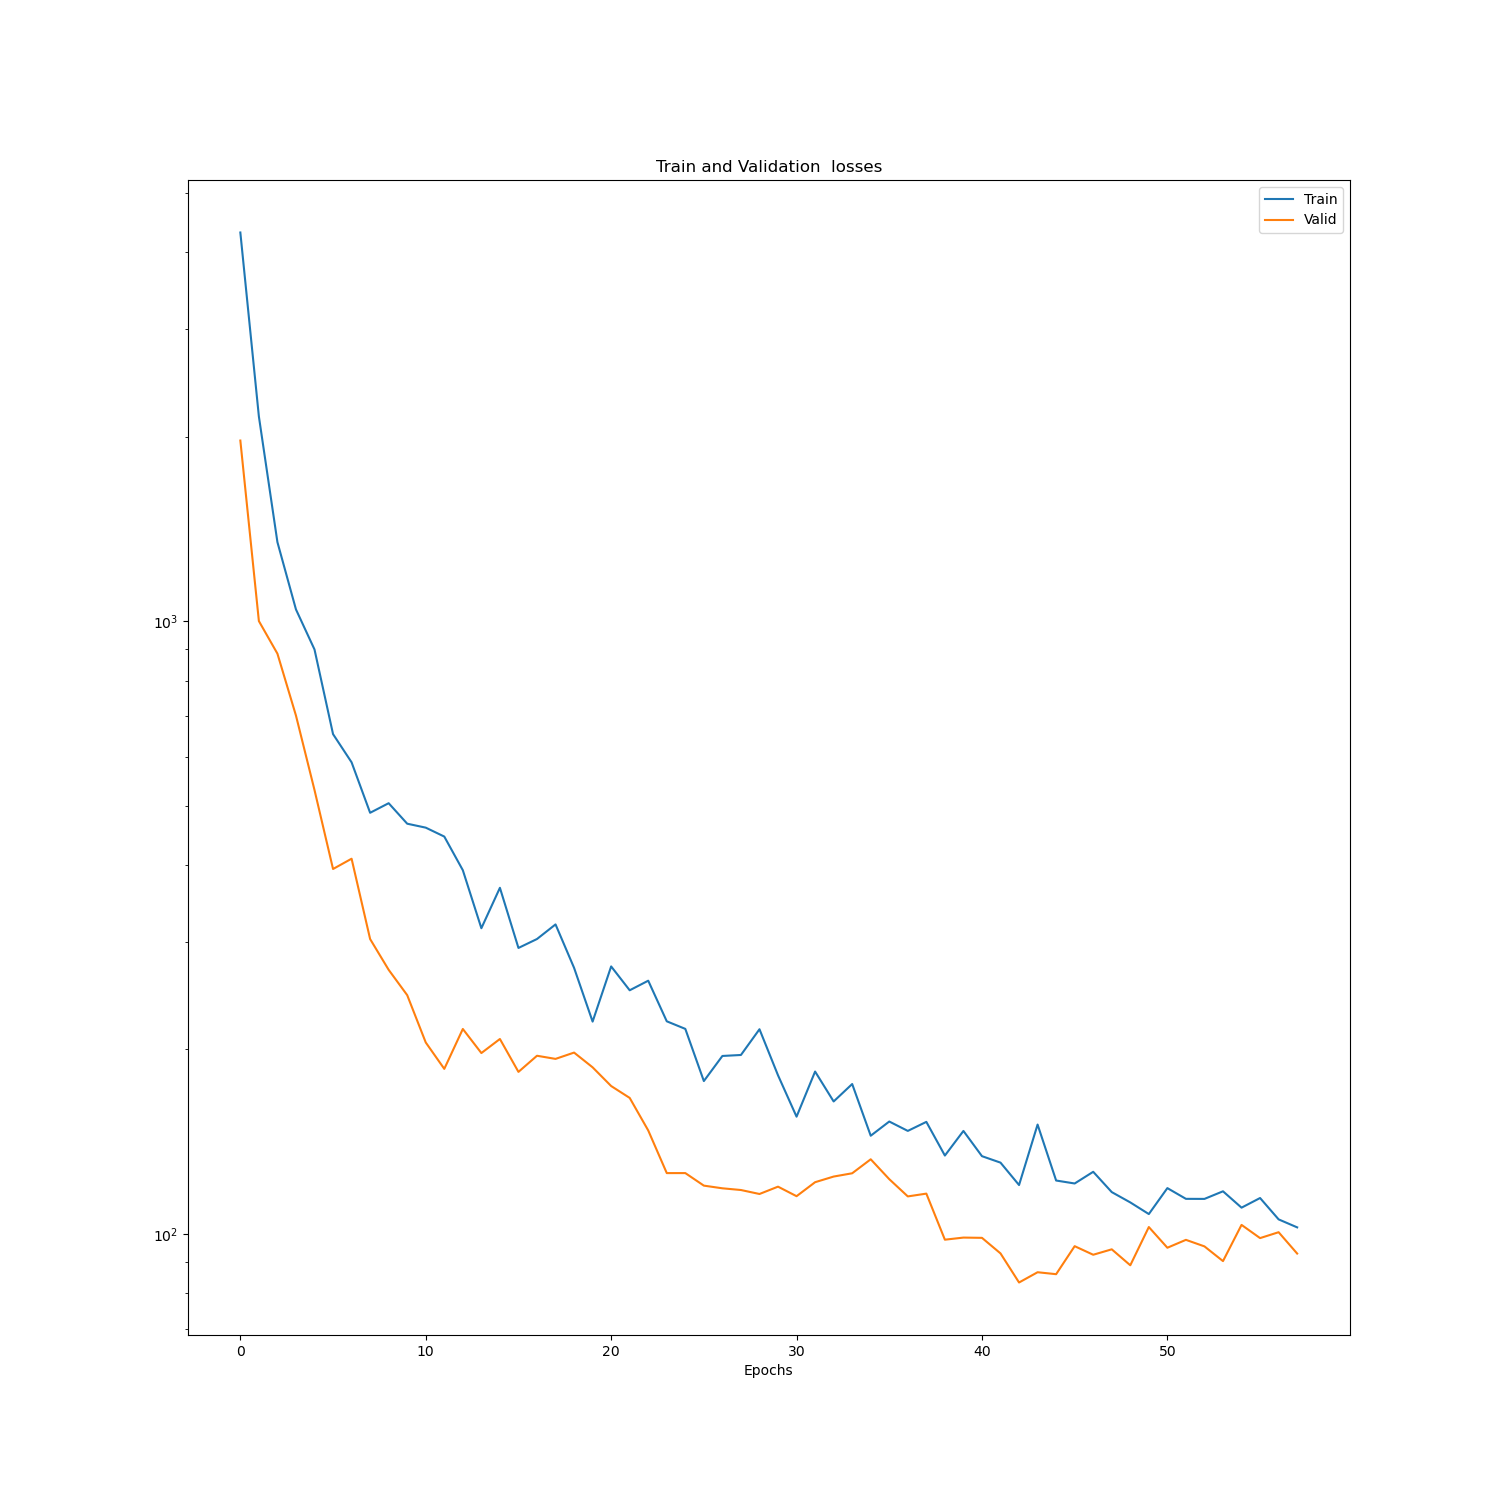 Train and Validation  losses
Train
Valid
10³
10²
0 10 20 30 40 50
Epochs